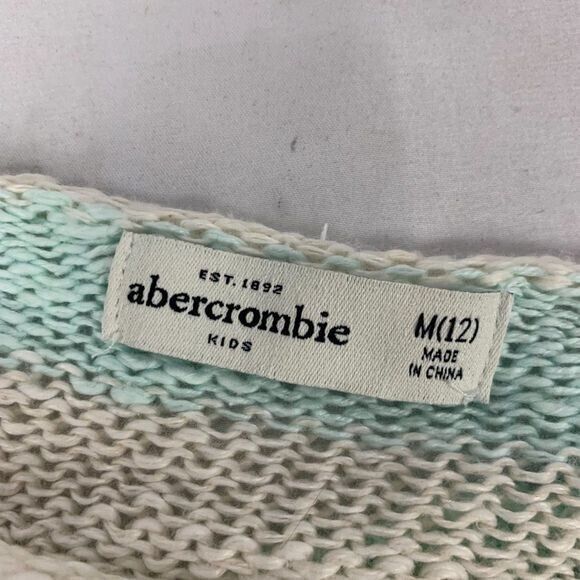 EST. 1892
abercrombie
KIDS
M(12)
MADE
IN CHINA